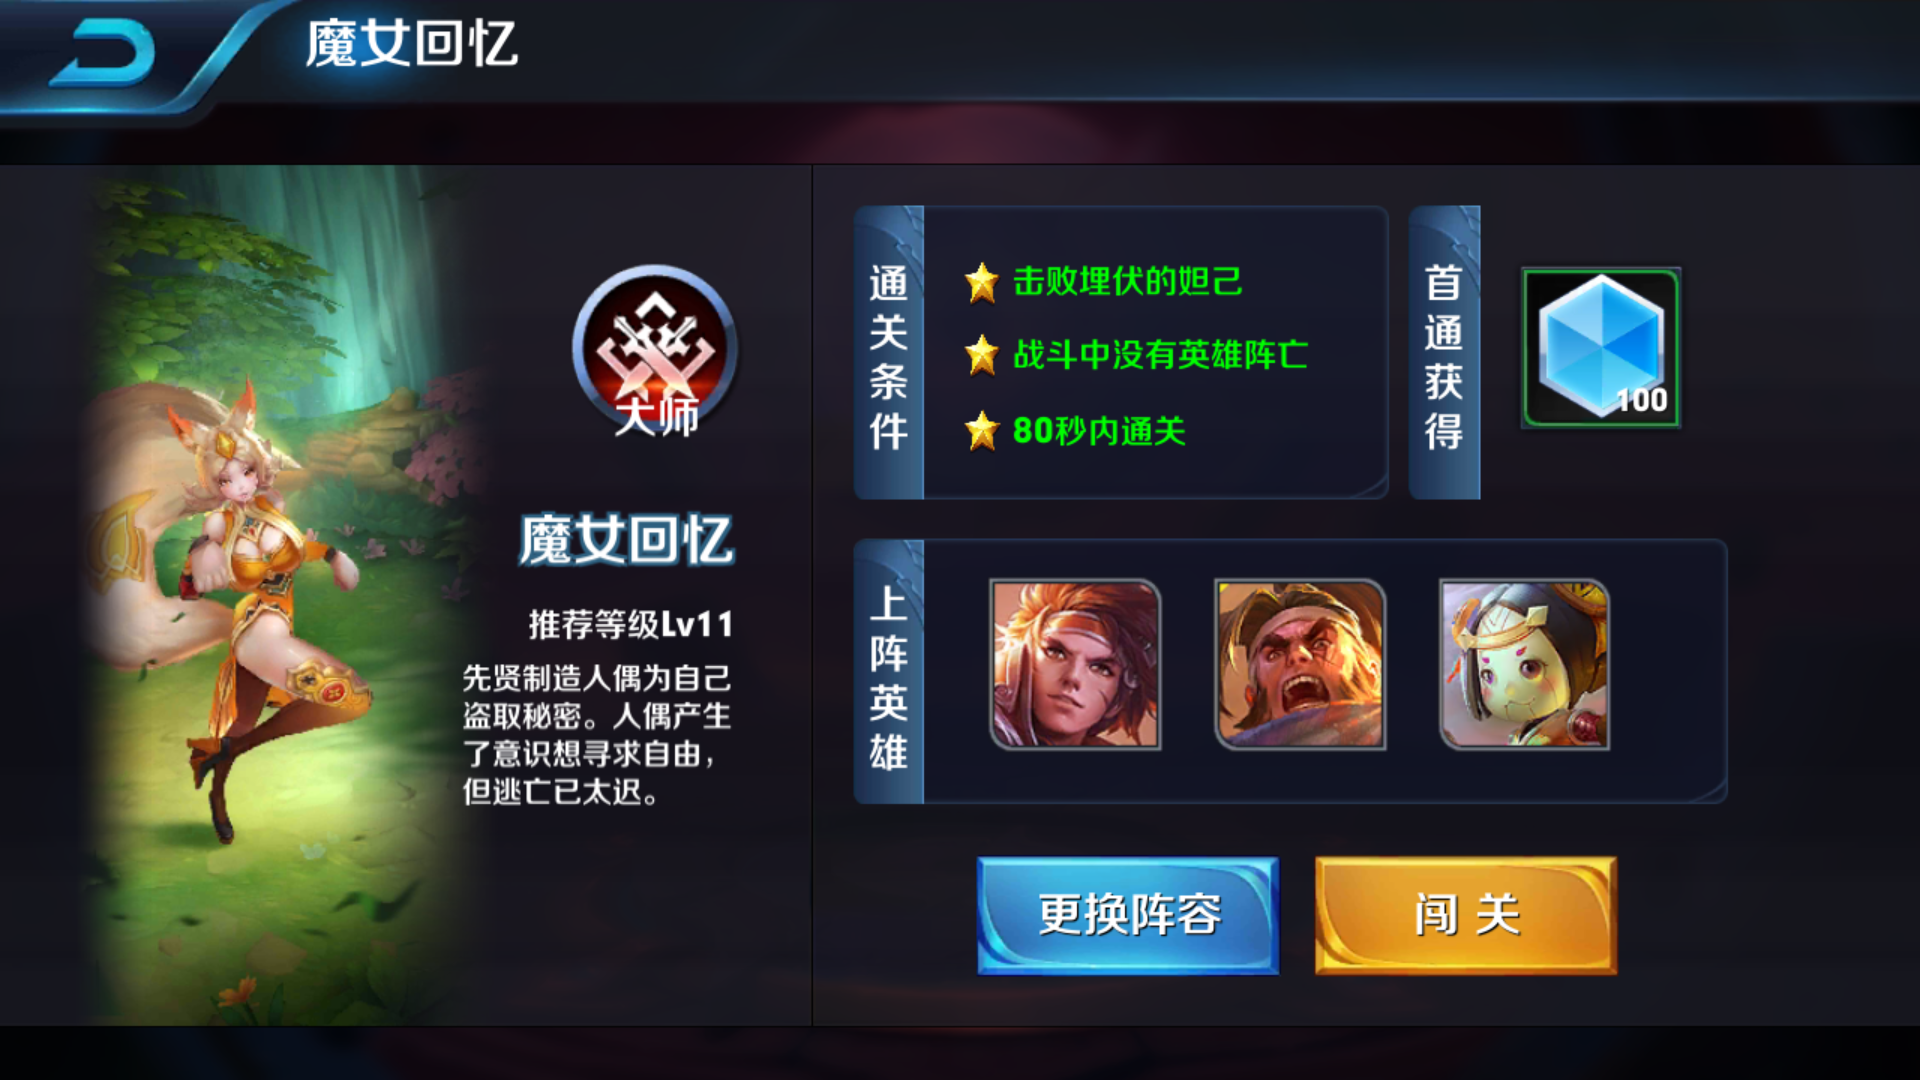 魔女回忆
大师
魔女回忆
推荐等级Lv11
先贤制造人偶为自己
盗取秘密。人偶产生
了意识想寻求自由，
但逃亡已太迟。
通关条件
击败埋伏的妲己
战斗中没有英雄阵亡
80秒内通关
首通获得
100
上阵英雄
更换阵容
闯关